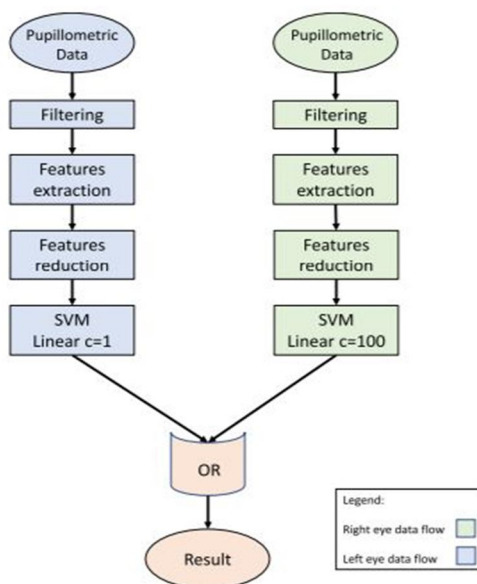 Pupillometric
Data
Filtering
Features
extraction
Features
reduction
SVM
Linear c=1
Pupillometric
Data
Filtering
Features
extraction
Features
reduction
SVM
Linear c=100
OR
Result
Legend:
Right eye data flow
Left eye data flow